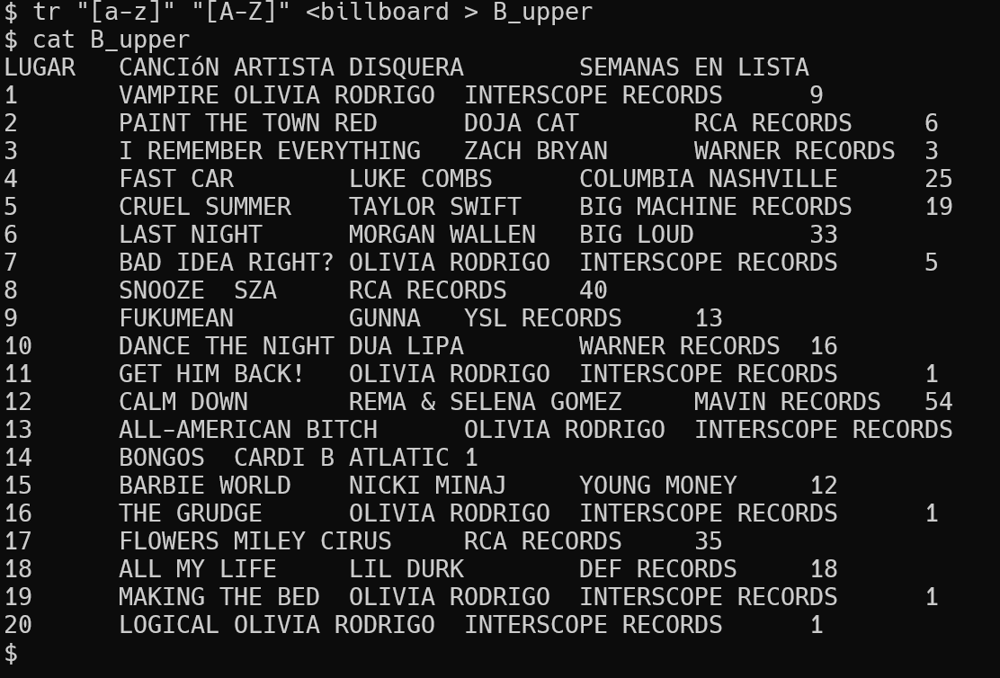 $ tr "[a-z]" "[A-Z]" <billboard > B_upper
$ cat B_upper
LUGAR	CANCIóN ARTISTA DISQUERA	SEMANAS EN LISTA
1	VAMPIRE OLIVIA RODRIGO	INTERSCOPE RECORDS	9
2	PAINT THE TOWN RED	DOJA CAT	RCA RECORDS	6
3	I REMEMBER EVERYTHING	ZACH BRYAN	WARNER RECORDS	3
4	FAST CAR	LUKE COMBS	COLUMBIA NASHVILLE	25
5	CRUEL SUMMER	TAYLOR SWIFT	BIG MACHINE RECORDS	19
6	LAST NIGHT	MORGAN WALLEN	BIG LOUD	33
7	BAD IDEA RIGHT?	OLIVIA RODRIGO	INTERSCOPE RECORDS	5
8	SNOOZE	SZA	RCA RECORDS	40
9	FUKUMEAN	GUNNA	YSL RECORDS	13
10	DANCE THE NIGHT	DUA LIPA	WARNER RECORDS	16
11	GET HIM BACK!	OLIVIA RODRIGO	INTERSCOPE RECORDS	1
12	CALM DOWN	REMA & SELENA GOMEZ	MAVIN RECORDS	54
13	ALL-AMERICAN BITCH	OLIVIA RODRIGO	INTERSCOPE RECORDS
14	BONGOS	CARDI B	ATLATIC	1
15	BARBIE WORLD	NICKI MINAJ	YOUNG MONEY	12
16	THE GRUDGE	OLIVIA RODRIGO	INTERSCOPE RECORDS	1
17	FLOWERS	MILEY CIRUS	RCA RECORDS	35
18	ALL MY LIFE	LIL DURK	DEF RECORDS	18
19	MAKING THE BED	OLIVIA RODRIGO	INTERSCOPE RECORDS	1
20	LOGICAL	OLIVIA RODRIGO	INTERSCOPE RECORDS	1
$